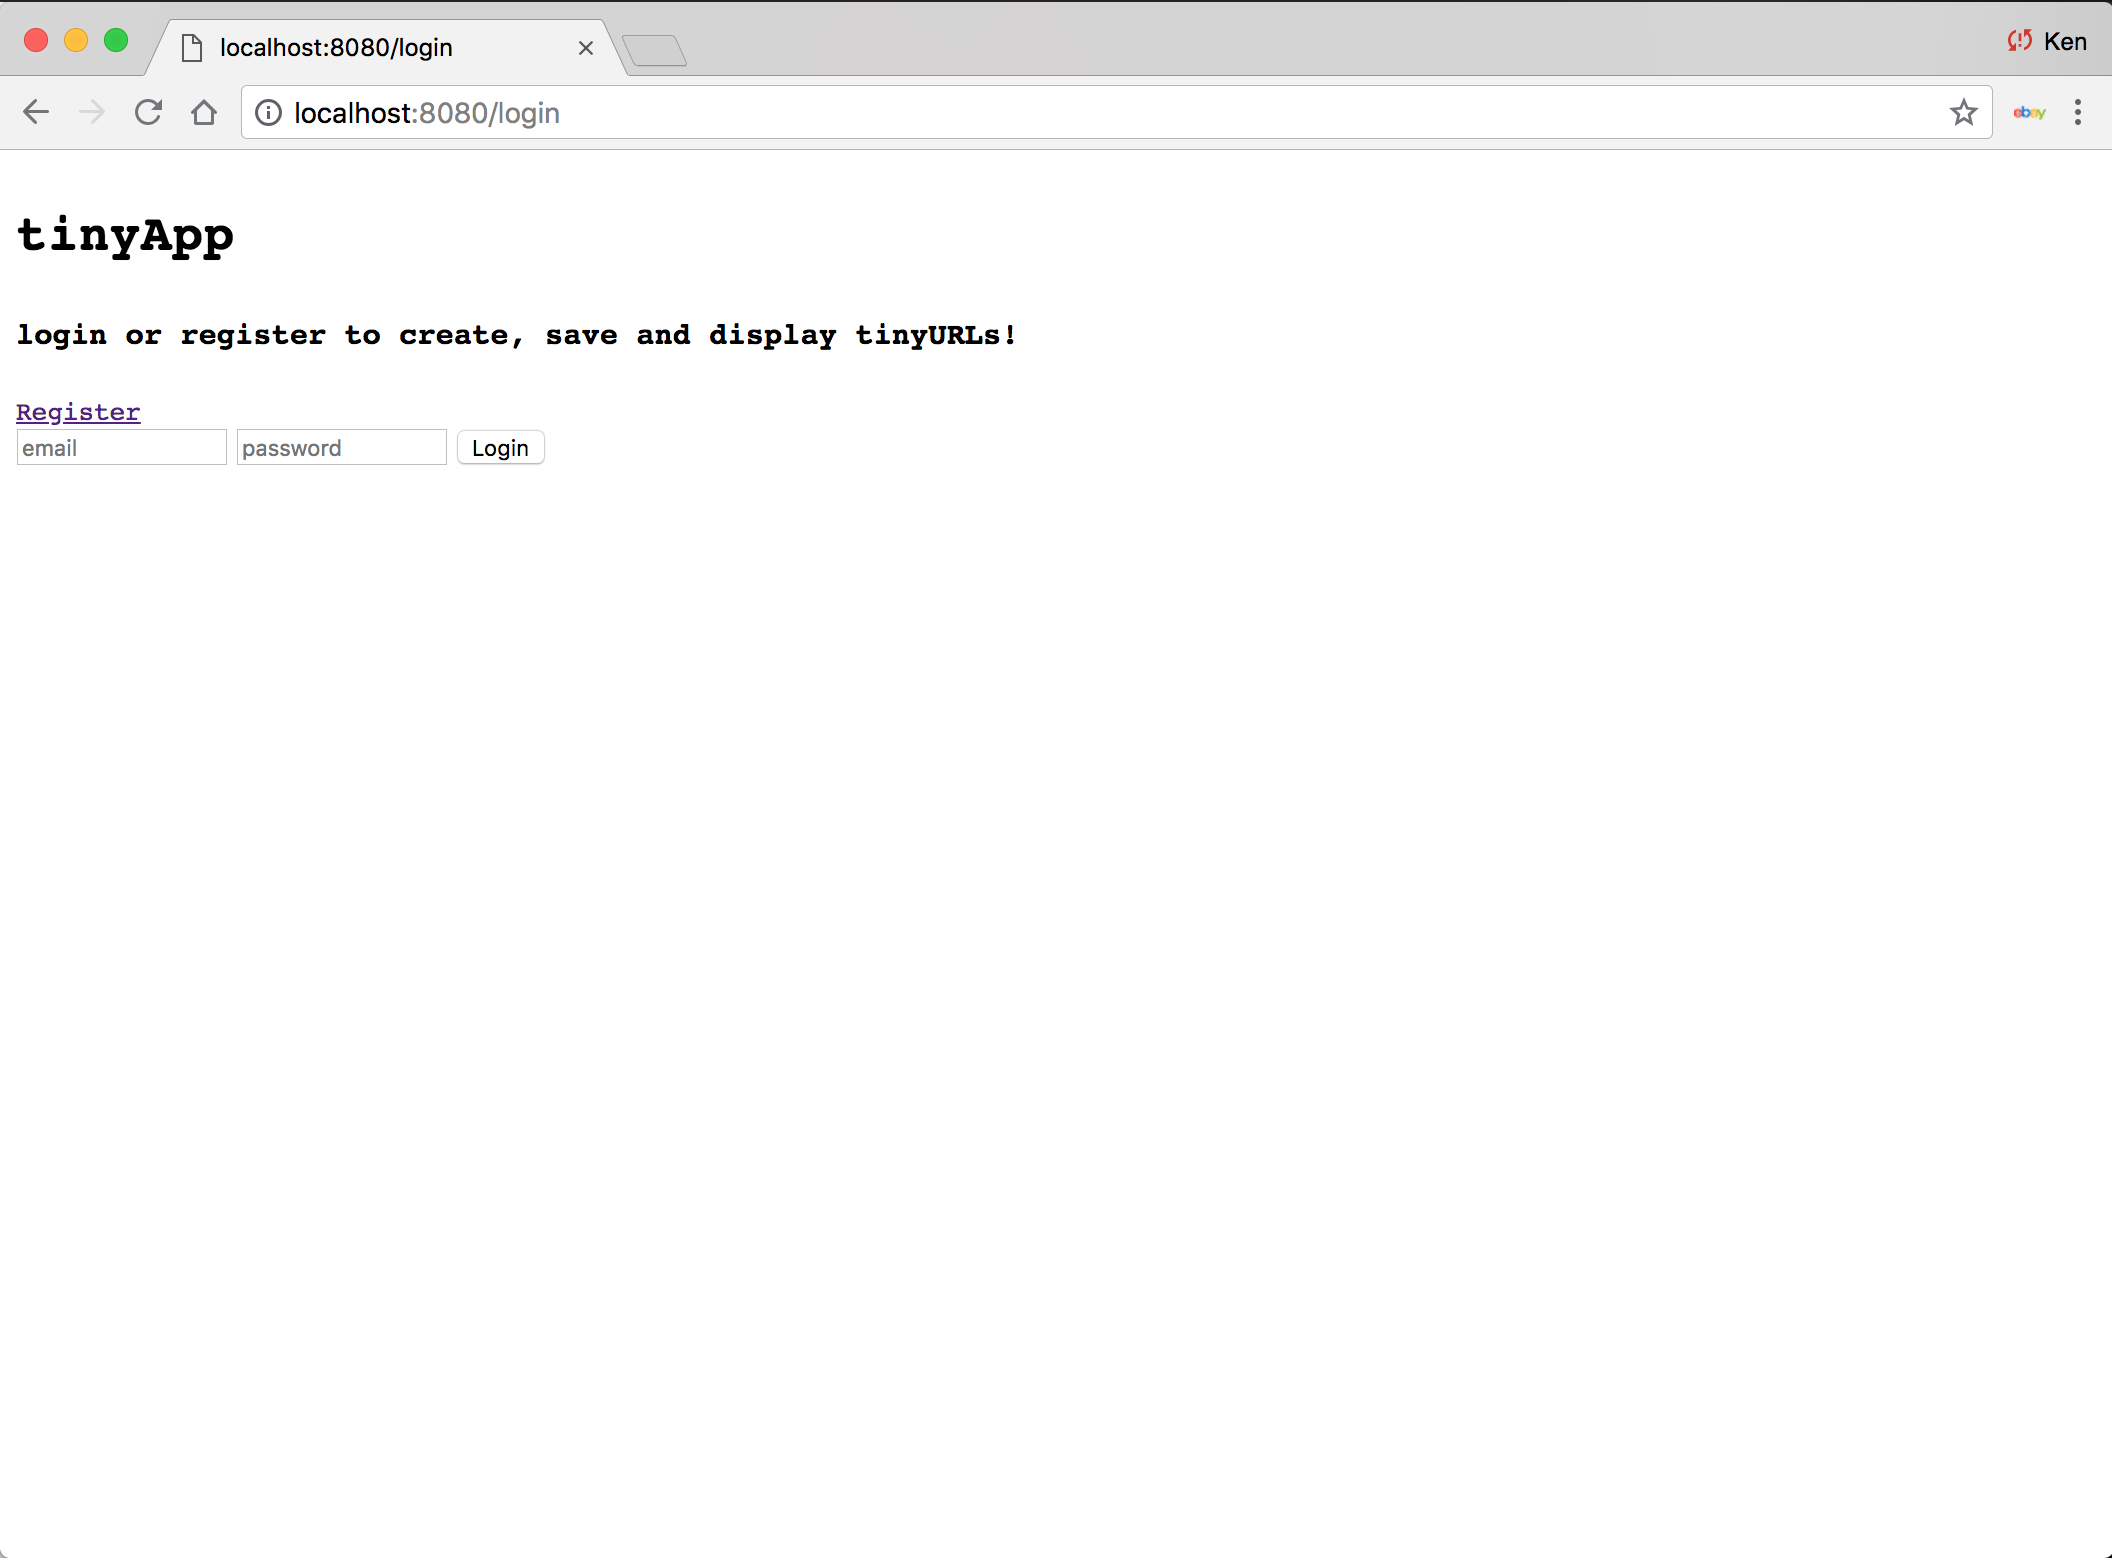 localhost:8080/login
Ken
localhost:8080/login
ebay
tinyApp
login or register to create, save and display tinyURLs!
Register
email password Login